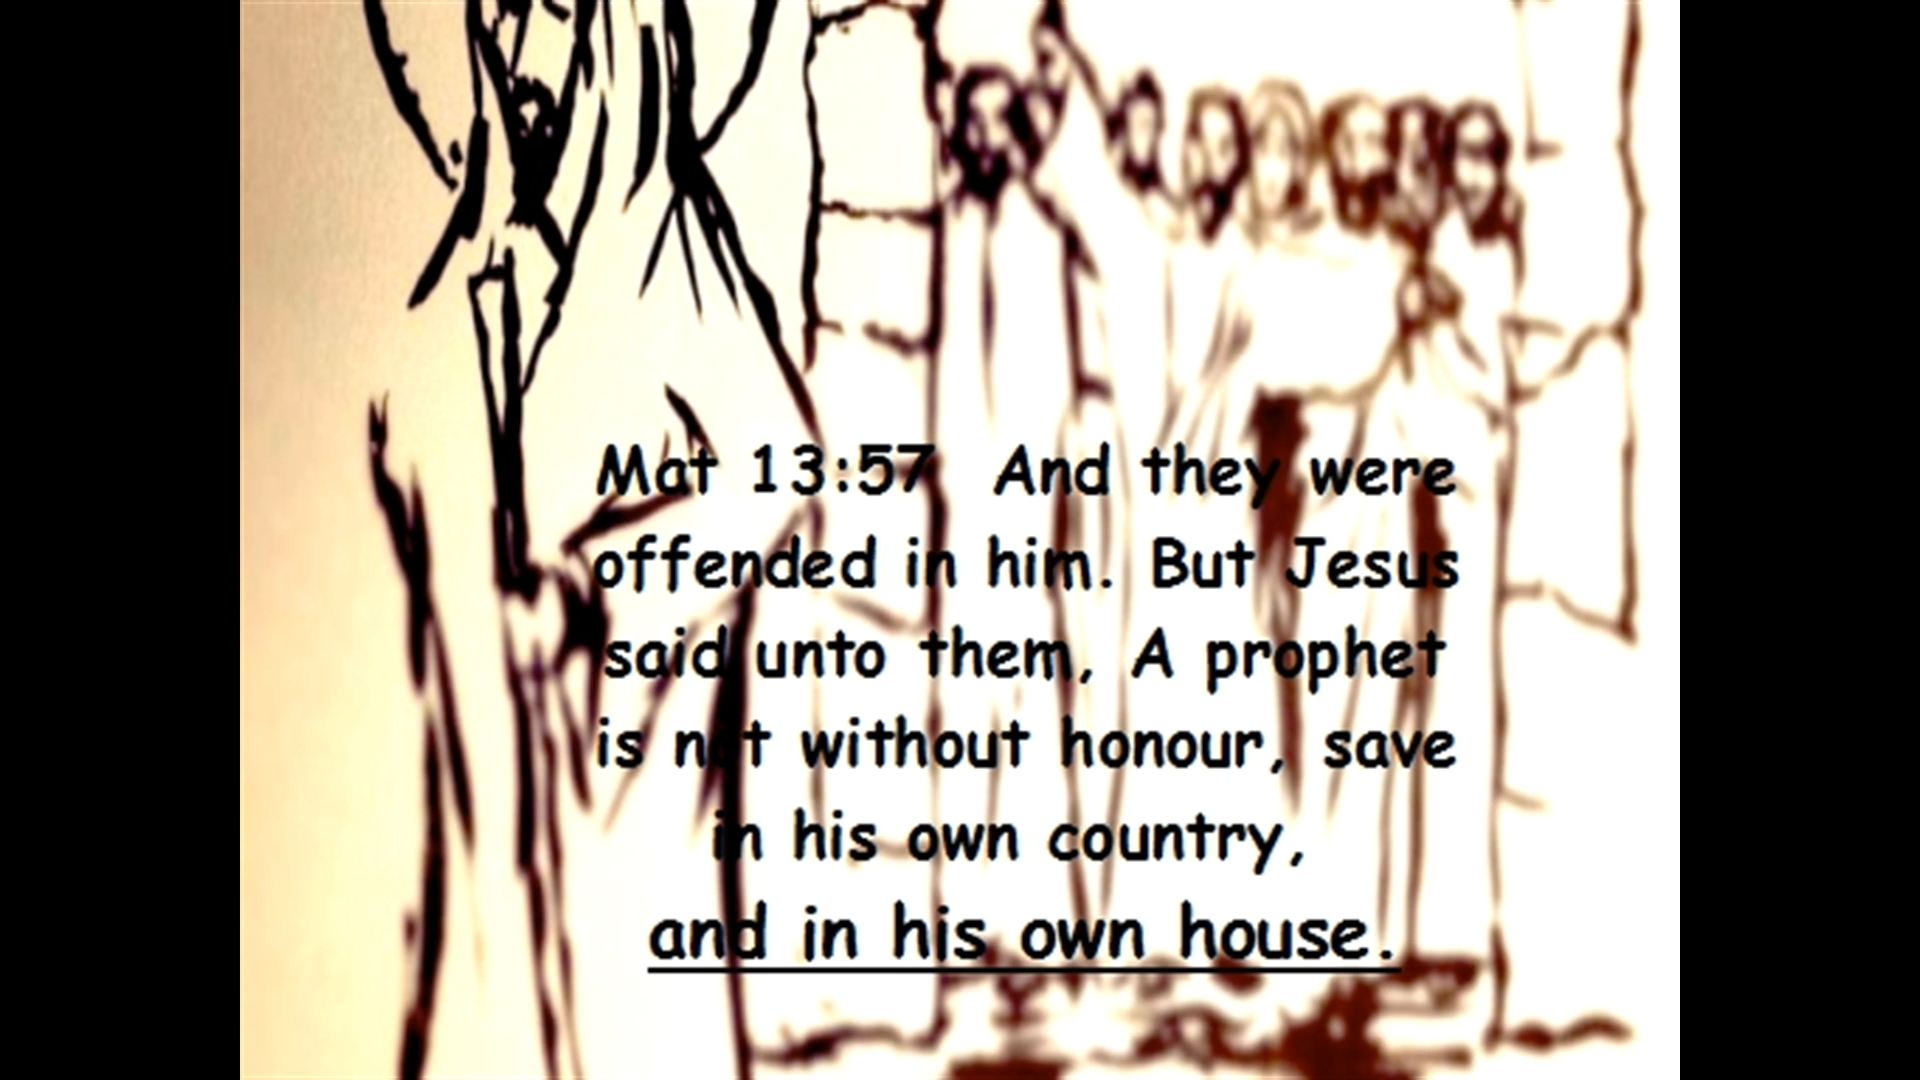 Mat 13:57  And they were
offended in him. But Jesus
said unto them, A prophet
is not without honour, save
in his own country,
and in his own house.